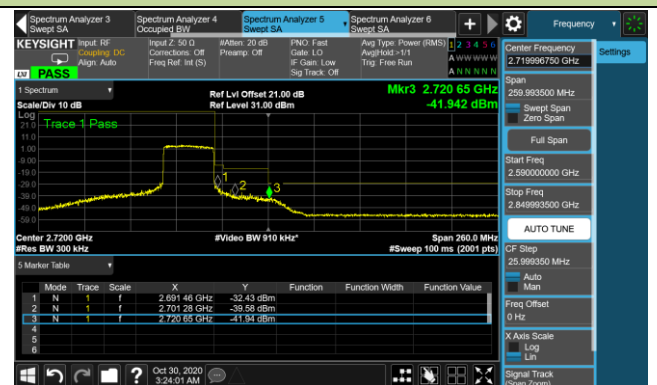 Spectrum Analyzer 3
Swept SA
Spectrum Analyzer 4
Occupied BW
Spectrum Analyzer 5
Swept SA
Spectrum Analyzer 6
Swept SA
+
Frequency
KEYSIGHT
Input: RF
Coupling: DC
Align: Auto
Input Z: 50 Ω
Corrections: Off
Freq Ref: Int (S)
#Atten: 20 dB
Preamp: Off
PNO: Fast
Gate: LO
IF Gain: Low
Sig Track: Off
Avg Type: Power (RMS)
Avg|Hold:>1/1
Trig: Free Run
1 2 3 4 5 6
A W W W W W
A N N N N N
LXI PASS
1 Spectrum
Scale/Div 10 dB
Ref Lvl Offset 21.00 dB
Ref Level 31.00 dBm
Mkr3 2.720 65 GHz
-41.942 dBm
Log
Trace 1 Pass
21.0
11.0
1.00
-9.00
-19.0
-29.0
-39.0
-49.0
-59.0
1
2
3
Center 2.7200 GHz
#Res BW 300 kHz
#Video BW 910 kHz*
Span 260.0 MHz
#Sweep 100 ms (2001 pts)
5 Marker Table
Mode Trace Scale X Y Function Function Width Function Value
1 N 1 f 2.691 46 GHz -32.43 dBm
2 N 1 f 2.701 28 GHz -39.58 dBm
3 N 1 f 2.720 65 GHz -41.94 dBm
4
5
6
Oct 30, 2020
3:24:01 AM
Settings
Center Frequency
2.719996750 GHz
Span
259.993500 MHz
Swept Span
Zero Span
Full Span
Start Freq
2.590000000 GHz
Stop Freq
2.849993500 GHz
AUTO TUNE
CF Step
25.999350 MHz
Auto
Man
Freq Offset
0 Hz
X Axis Scale
Log
Lin
Signal Track
(Span Zoom)